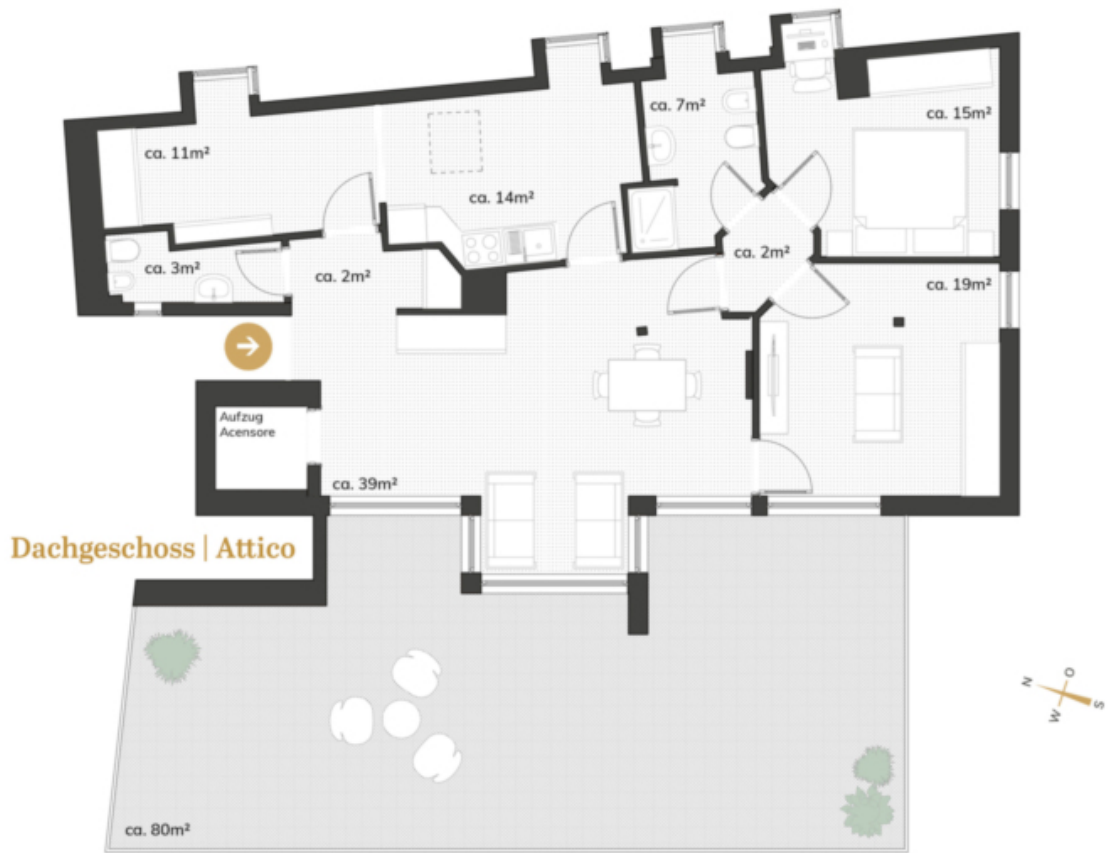 ca. 7m²
ca. 15m²
ca. 11m²
ca. 14m²
ca. 3m²
ca. 2m²
ca. 2m²
ca. 19m²
Aufzug
Acensore
ca. 39m²
Dachgeschoss | Attico
N
O
S
W
ca. 80m²